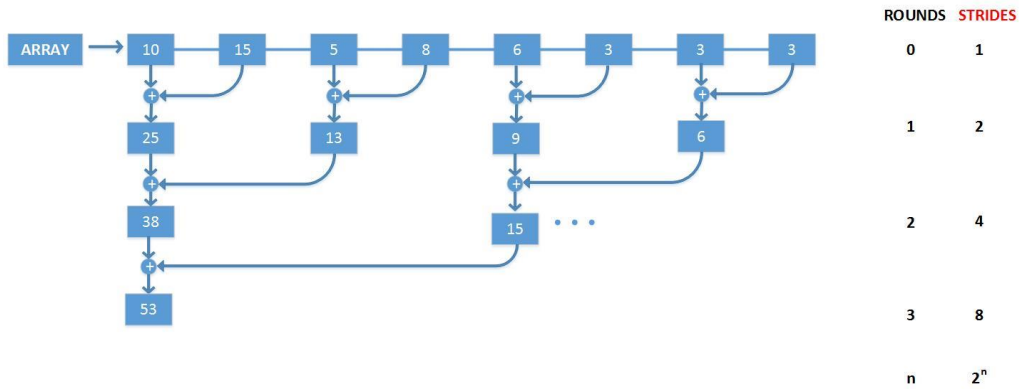 ROUNDS STRIDES
ARRAY 10 15 5 8 6 3 3 3 0 1
+ + + +
25 13 9 6 1 2
+ +
38 15 . . . 2 4
+
53 3 8
n 2ⁿ